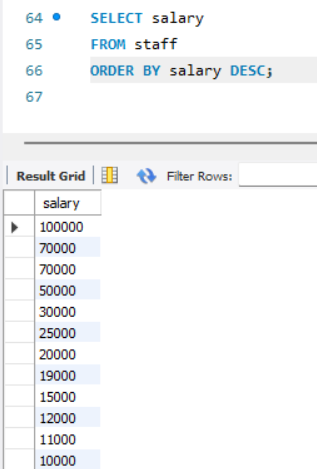 64 SELECT salary
65 FROM staff
66 ORDER BY salary DESC;
67
Result Grid Filter Rows:
salary
100000
70000
70000
50000
30000
25000
20000
19000
15000
12000
11000
10000